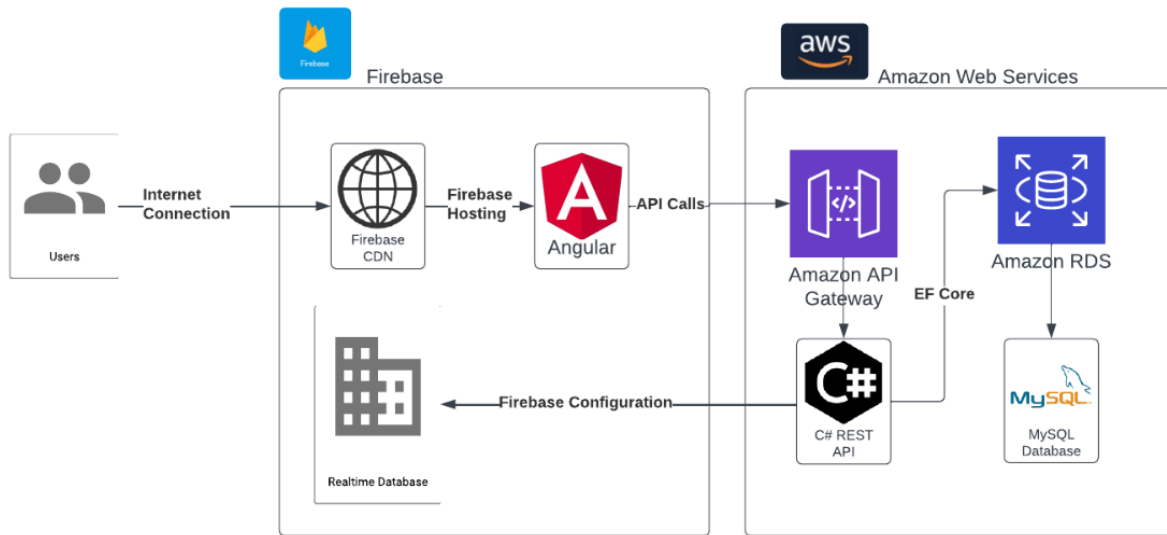 aws
Firebase
Firebase
Amazon Web Services
Internet
Connection
Users
Firebase
CDN
Firebase
Hosting
Angular
API Calls
Amazon API
Gateway
Amazon RDS
EF Core
Realtime Database
Firebase Configuration
C#
C# REST
API
MySQL
MySQL
Database